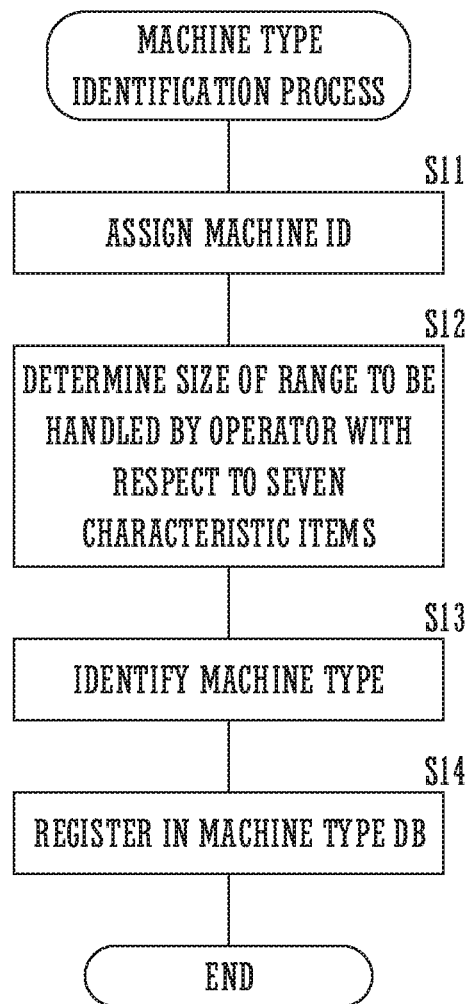 MACHINE TYPE
IDENTIFICATION PROCESS
S11
ASSIGN MACHINE ID
S12
DETERMINE SIZE OF RANGE TO BE
HANDLED BY OPERATOR WITH
RESPECT TO SEVEN
CHARACTERISTIC ITEMS
S13
IDENTIFY MACHINE TYPE
S14
REGISTER IN MACHINE TYPE DB
END